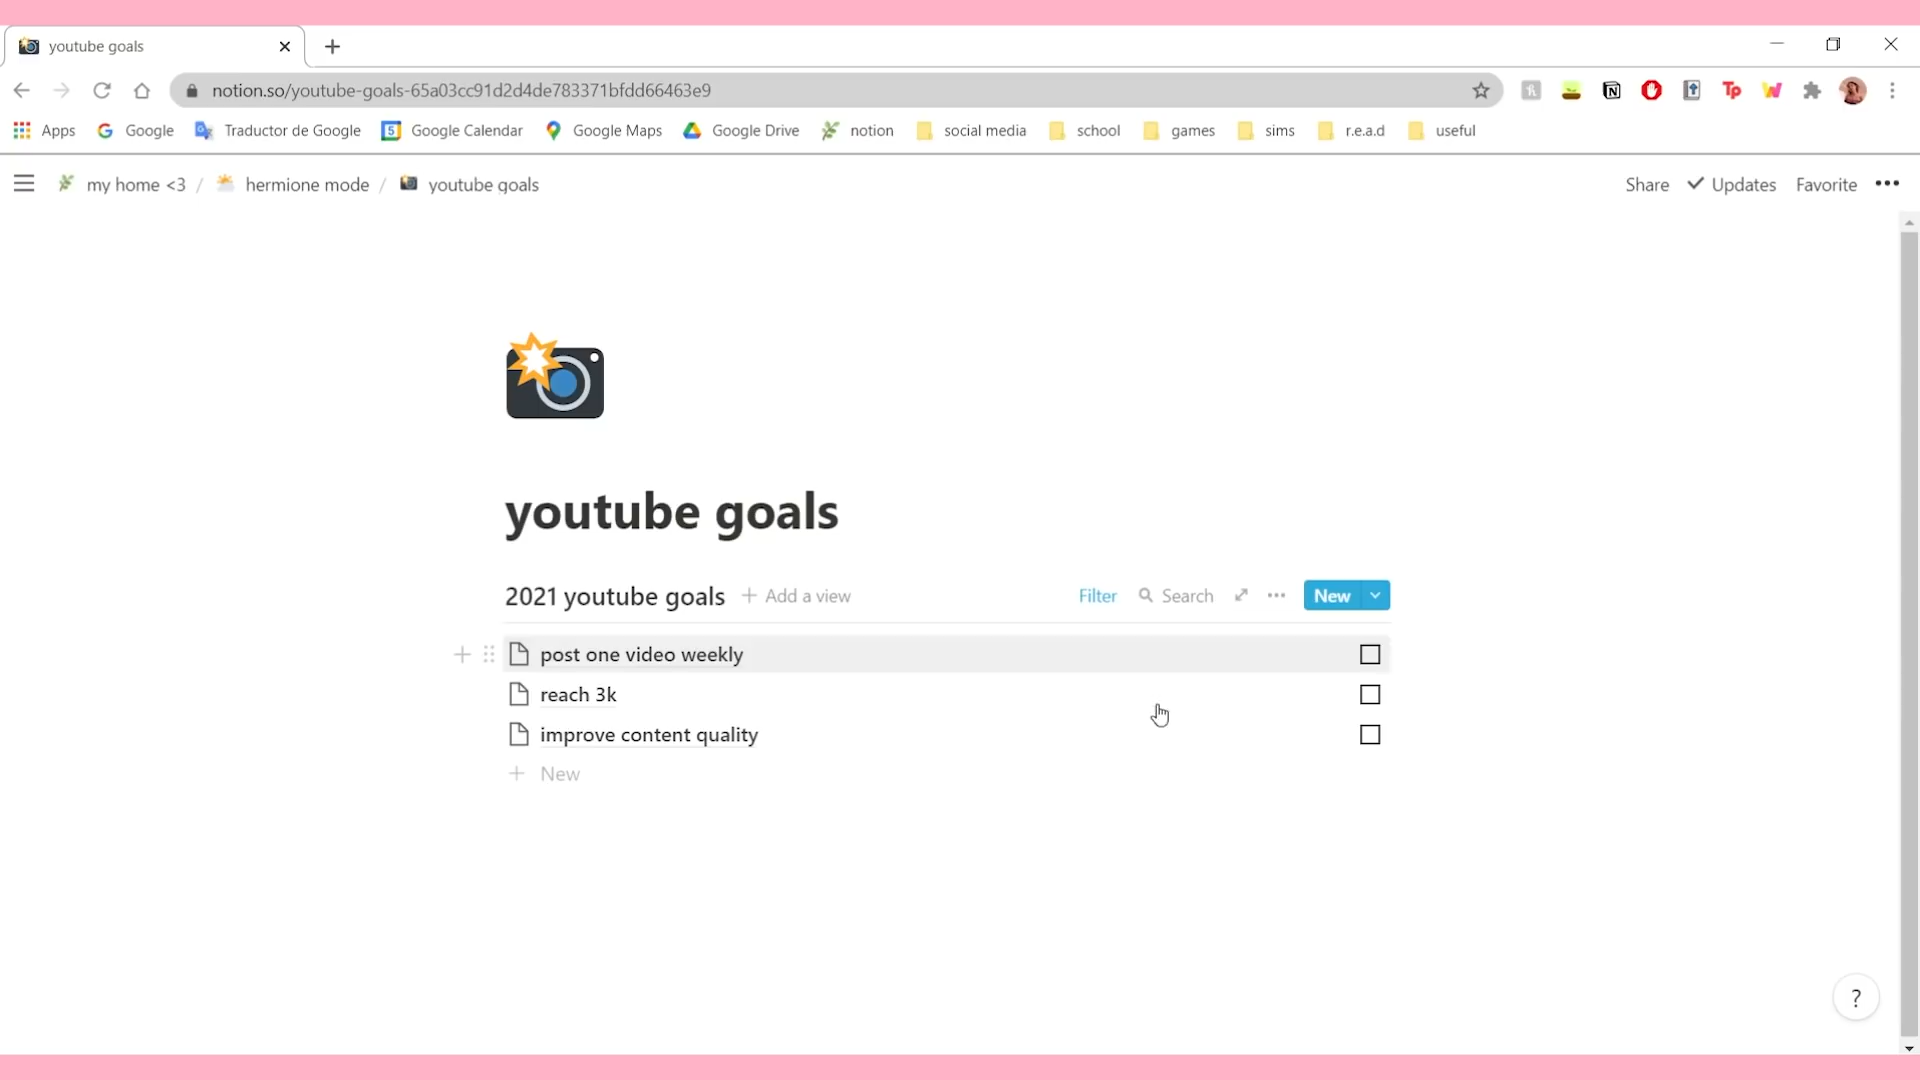 youtube goals
notion.so/youtube-goals-65a03cc91d2d4de783371bfdd66463e9
Apps Google Traductor de Google 5 Google Calendar Google Maps Google Drive notion social media school games sims r.e.a.d useful
my home <3 / hermione mode / youtube goals
Share Updates Favorite
youtube goals
2021 youtube goals + Add a view Filter Search New
post one video weekly
reach 3k
improve content quality
+ New
?